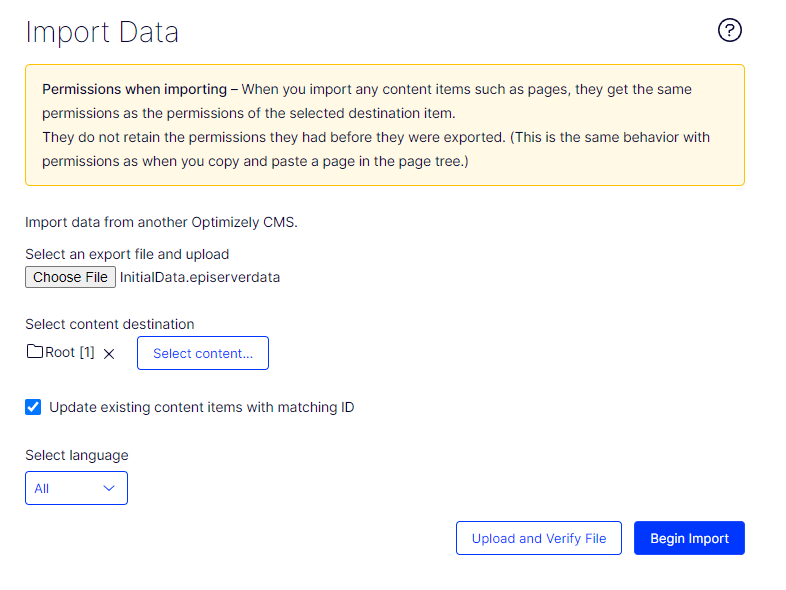 Import Data
?
Permissions when importing – When you import any content items such as pages, they get the same
permissions as the permissions of the selected destination item.
They do not retain the permissions they had before they were exported. (This is the same behavior with
permissions as when you copy and paste a page in the page tree.)
Import data from another Optimizely CMS.
Select an export file and upload
Choose File InitialData.episerverdata
Select content destination
Root [1] Select content...
Update existing content items with matching ID
Select language
All
Upload and Verify File Begin Import